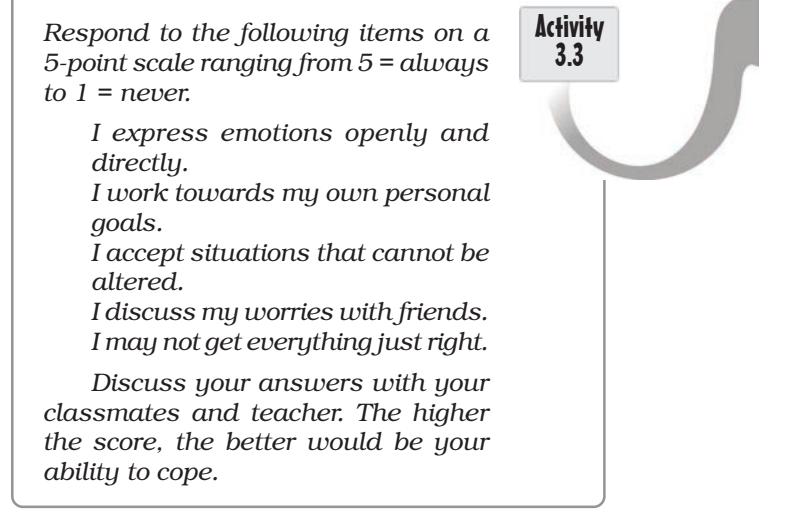 Activity
3.3
Respond to the following items on a
5-point scale ranging from 5 = always
to 1 = never.
I express emotions openly and
directly.
I work towards my own personal
goals.
I accept situations that cannot be
altered.
I discuss my worries with friends.
I may not get everything just right.
Discuss your answers with your
classmates and teacher. The higher
the score, the better would be your
ability to cope.